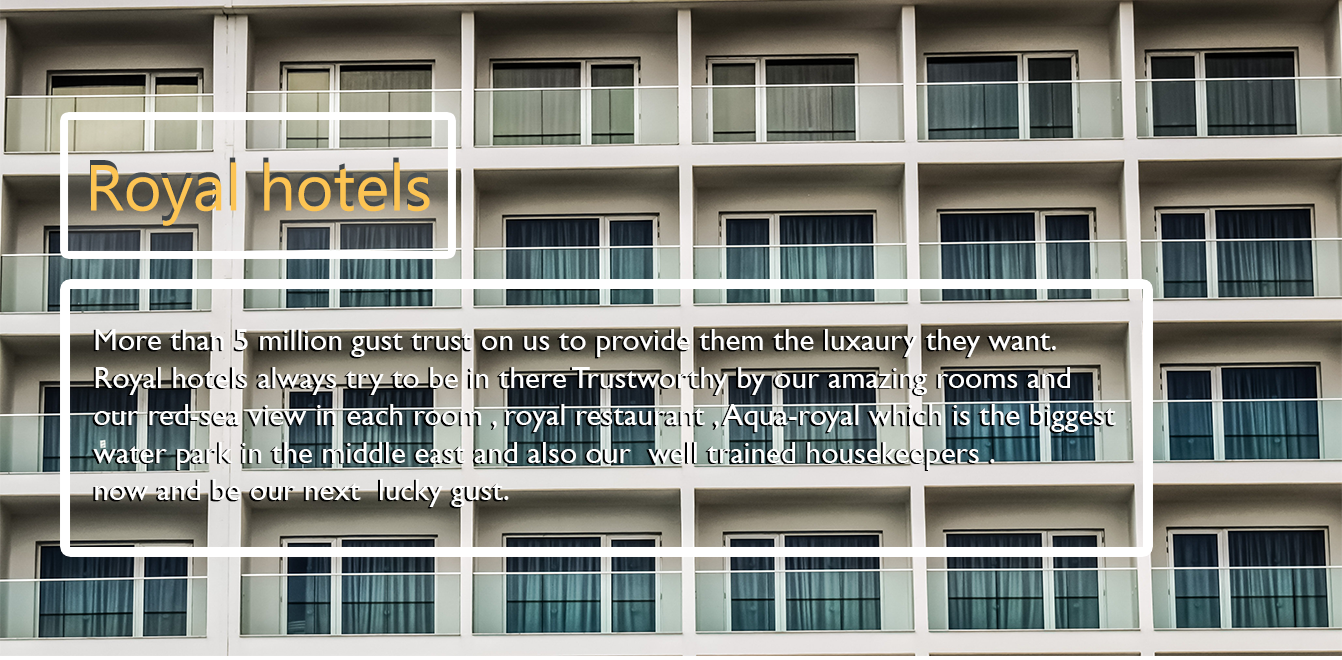 Royal hotels
More than 5 million gust trust on us to provide them the luxaury they want.
Royal hotels always try to be in there Trustworthy by our amazing rooms and
our red-sea view in each room , royal restaurant , Aqua-royal which is the biggest
water park in the middle east and also our well trained housekeepers .
now and be our next lucky gust.